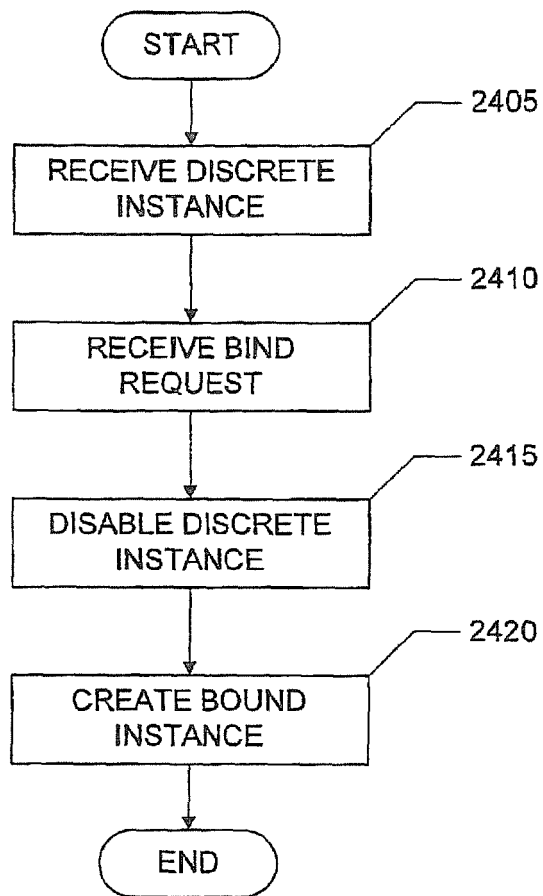 START
2405
RECEIVE DISCRETE
INSTANCE
2410
RECEIVE BIND
REQUEST
2415
DISABLE DISCRETE
INSTANCE
2420
CREATE BOUND
INSTANCE
END